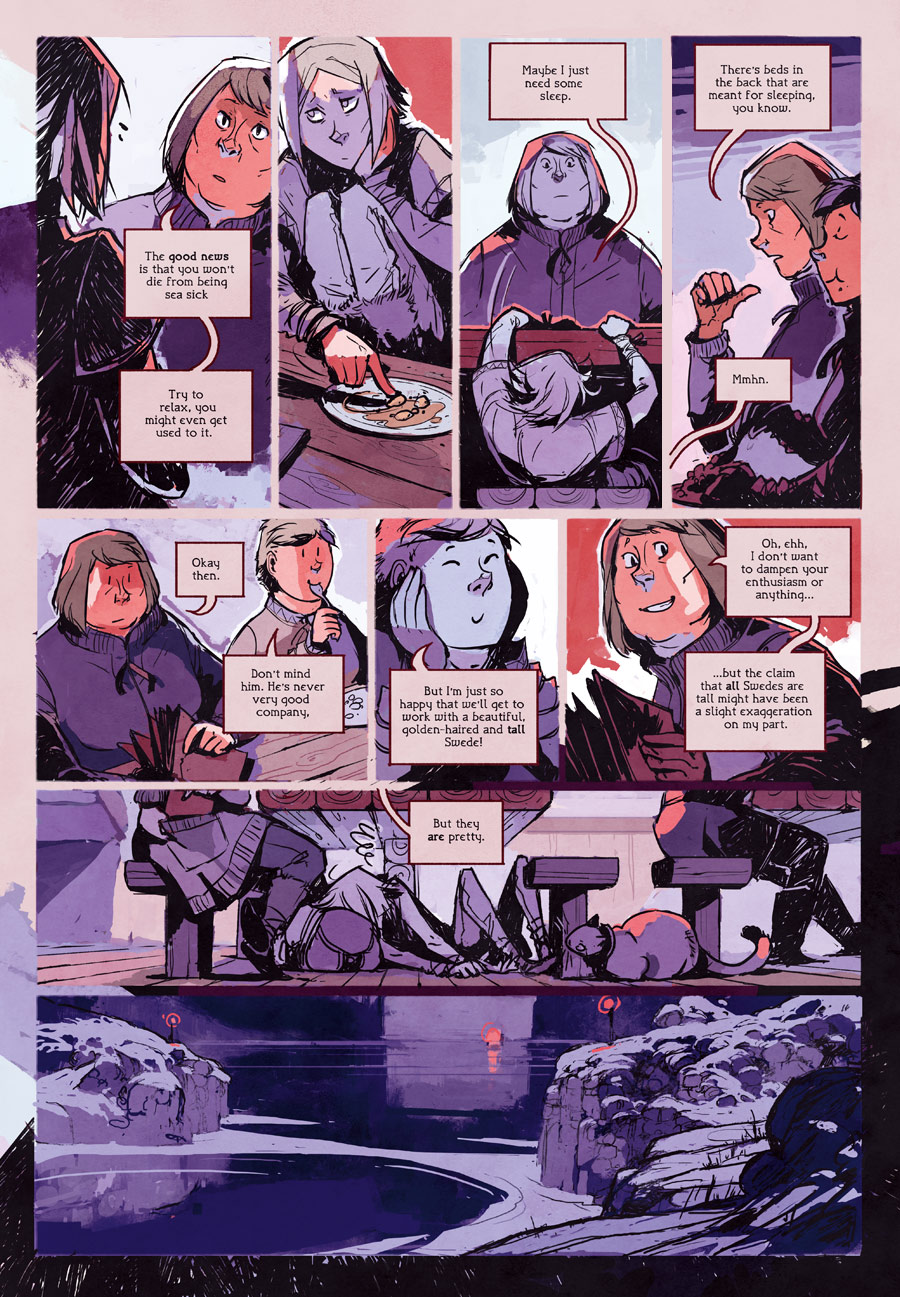 The good news
is that you won't
die from being
sea sick
Try to
relax, you
might even get
used to it.
Maybe I just
need some
sleep.
There's beds in
the back that are
meant for sleeping,
you know.
Mmhn.
Okay
then.
Don't mind
him. He's never
very good
company,
But I'm just so
happy that we'll get to
work with a beautiful,
golden-haired and tall
Swede!
Oh, ehh,
I don't want
to dampen your
enthusiasm or
anything...
...but the claim
that all Swedes are
tall might have been
a slight exaggeration
on my part.
But they
are pretty.